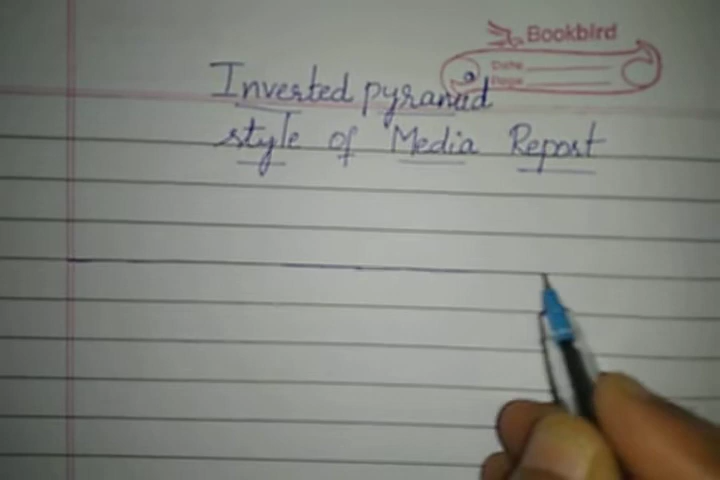 Bookbird
Date
Page
Inverted pyramid
style of Media Report